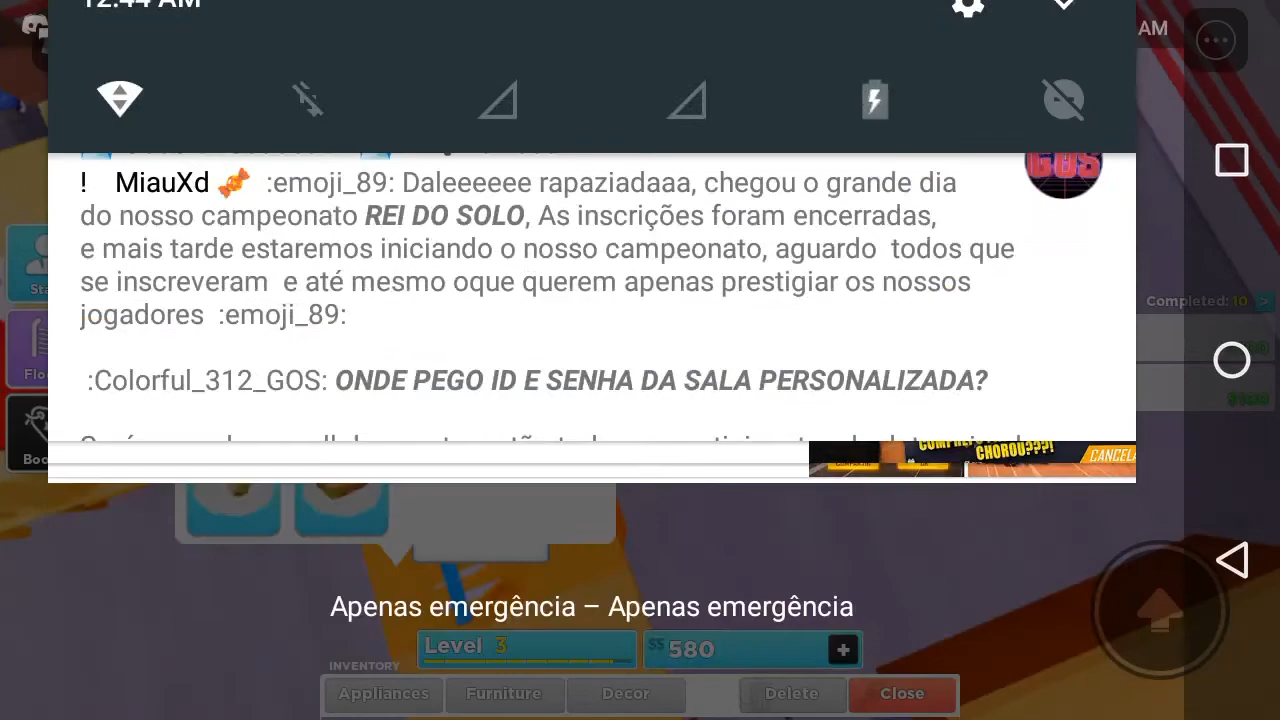 12:44 AM
AM
GOS
! MiauXd 🍬 :emoji_89: Daleeeeee rapaziadaaa, chegou o grande dia
do nosso campeonato REI DO SOLO, As inscrições foram encerradas,
e mais tarde estaremos iniciando o nosso campeonato, aguardo todos que
se inscreveram e até mesmo oque querem apenas prestigiar os nossos
jogadores :emoji_89:
Completed: 10 >
:Colorful_312_GOS: ONDE PEGO ID E SENHA DA SALA PERSONALIZADA?
CHOROU???!
CANCELA
Apenas emergência – Apenas emergência
Level 3
$$ 580 +
INVENTORY
Appliances Furniture Decor Delete Close